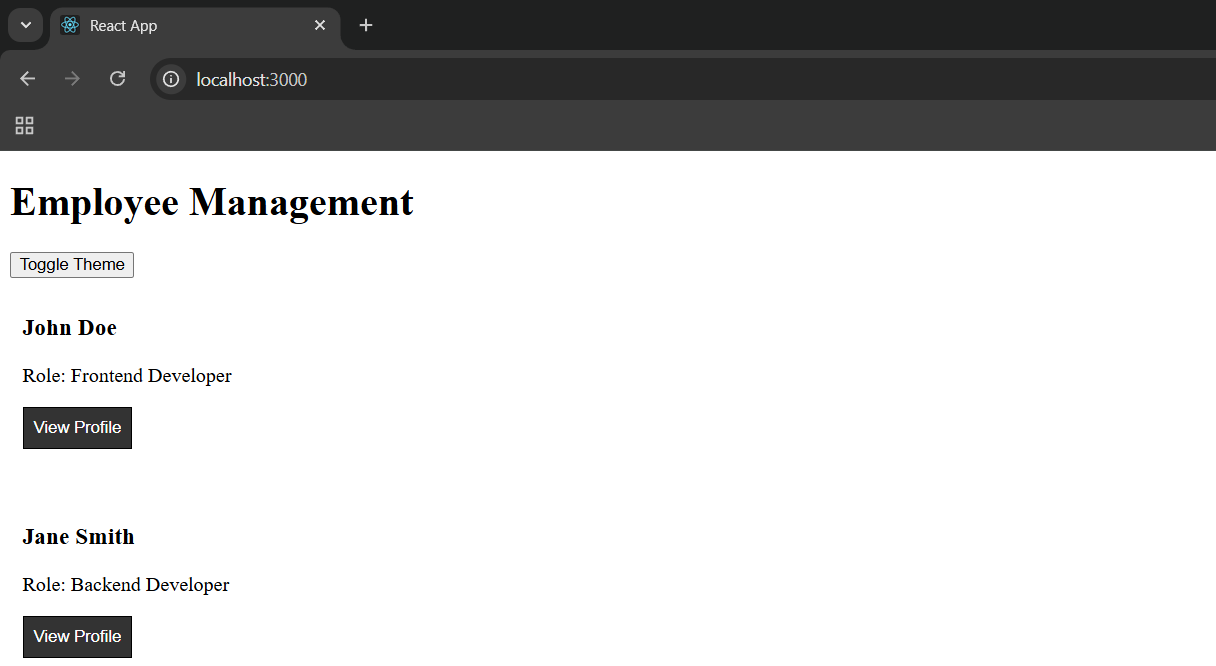 React App
localhost:3000
Employee Management
Toggle Theme
John Doe
Role: Frontend Developer
View Profile
Jane Smith
Role: Backend Developer
View Profile